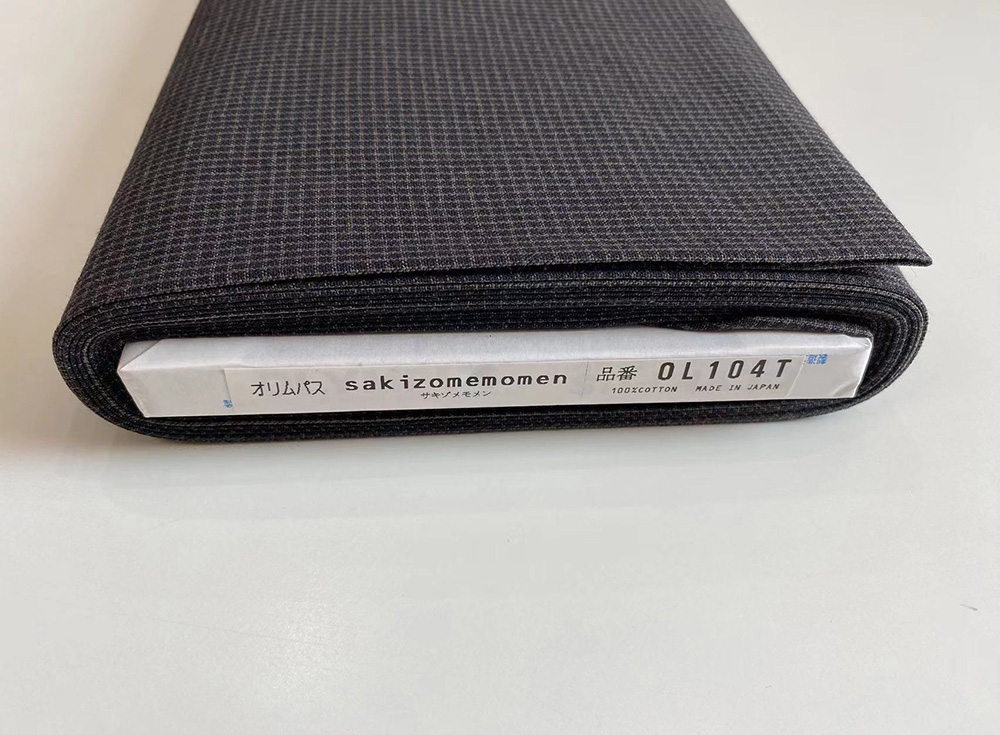 オリムパス sakizomemomen 品番 OL104T
サキゾメモメン 100%COTTON MADE IN JAPAN